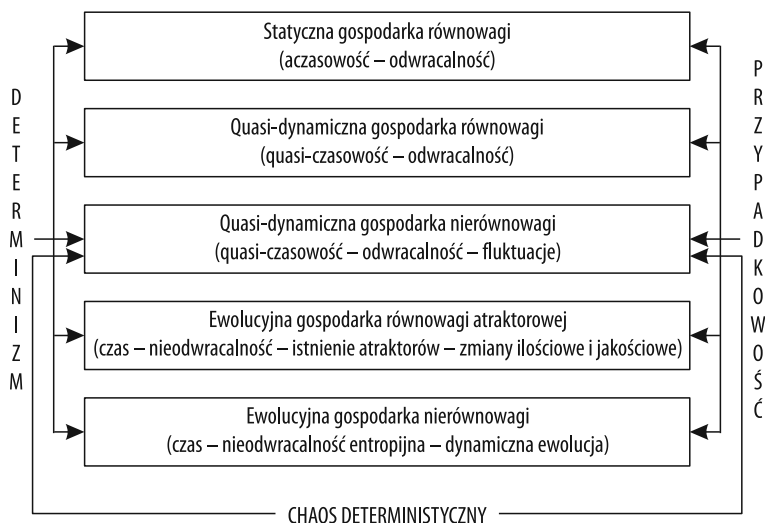 Statyczna gospodarka równowagi
(aczasowość – odwracalność)
Quasi-dynamiczna gospodarka równowagi
(quasi-czasowość – odwracalność)
Quasi-dynamiczna gospodarka nierównowagi
(quasi-czasowość – odwracalność – fluktuacje)
Ewolucyjna gospodarka równowagi atraktorowej
(czas – nieodwracalność – istnienie atraktorów – zmiany ilościowe i jakościowe)
Ewolucyjna gospodarka nierównowagi
(czas – nieodwracalność entropijna – dynamiczna ewolucja)
DETERMINIZM
PRZYPADKOWOŚĆ
CHAOS DETERMINISTYCZNY